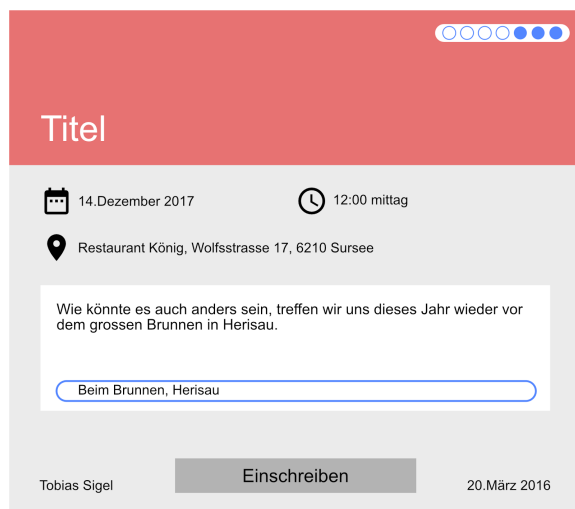 Titel
14.Dezember 2017
12:00 mittag
Restaurant König, Wolfsstrasse 17, 6210 Sursee
Wie könnte es auch anders sein, treffen wir uns dieses Jahr wieder vor
dem grossen Brunnen in Herisau.
Beim Brunnen, Herisau
Einschreiben
Tobias Sigel
20.März 2016